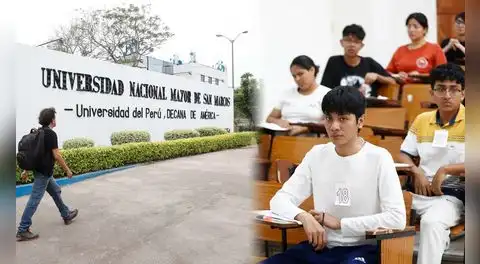 UNIVERSIDAD NACIONAL MAYOR DE SAN MARCOS
-Universidad del Perú, DECANA DE AMÉRICA-
18